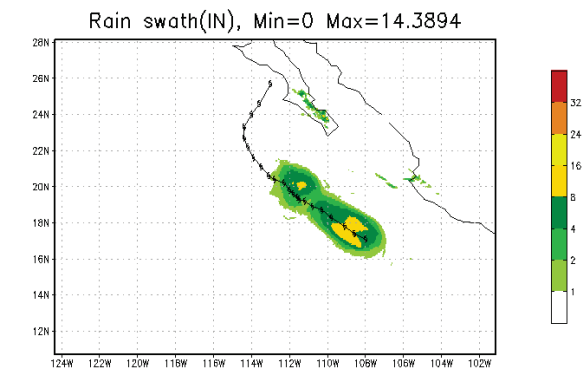 Rain swath(IN), Min=0 Max=14.3894
28N
26N
24N
22N
20N
18N
16N
14N
12N
124W 122W 120W 118W 116W 114W 112W 110W 108W 106W 104W 102W
32
24
16
8
4
2
1